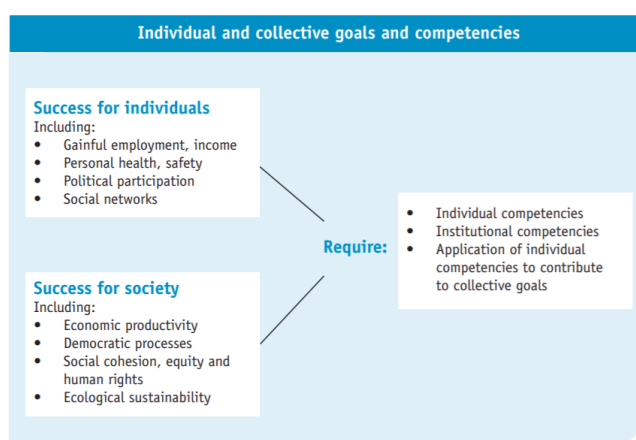 Individual and collective goals and competencies
Success for individuals
Including:
• Gainful employment, income
• Personal health, safety
• Political participation
• Social networks
Success for society
Including:
• Economic productivity
• Democratic processes
• Social cohesion, equity and
human rights
• Ecological sustainability
Require:
• Individual competencies
• Institutional competencies
• Application of individual
competencies to contribute
to collective goals